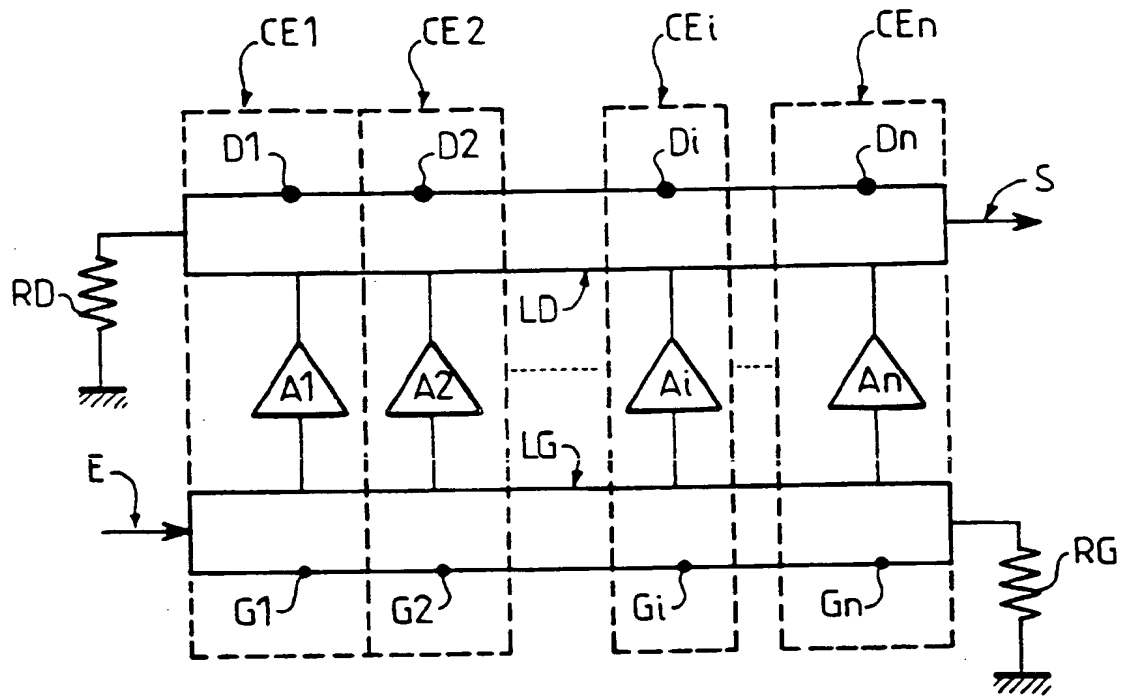 CE1 CE2 CEi CEn
D1 D2 Di Dn
S
RD
LD
A1 A2 Ai An
LG
E
RG
G1 G2 Gi Gn